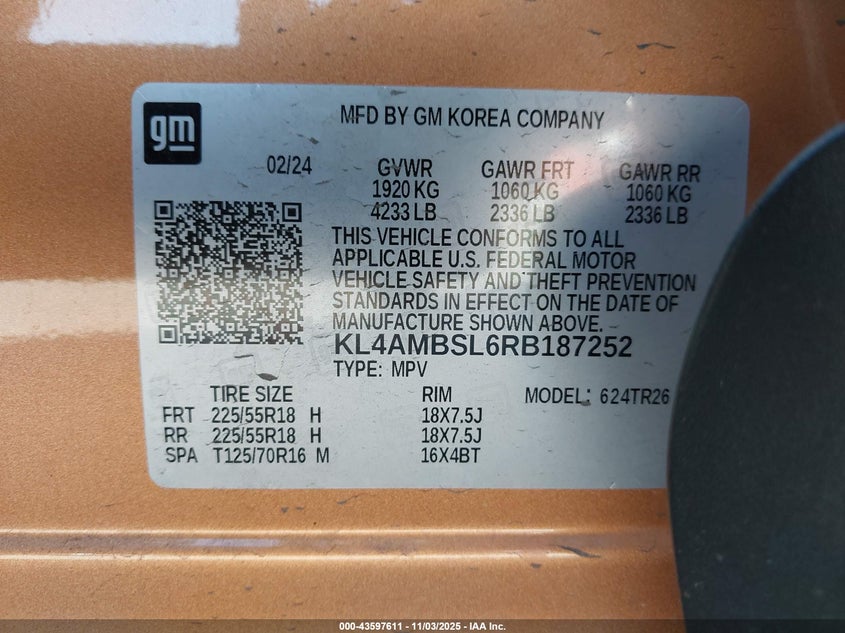 gm
MFD BY GM KOREA COMPANY
02/24 GVWR GAWR FRT GAWR RR
1920 KG 1060 KG 1060 KG
4233 LB 2336 LB 2336 LB
THIS VEHICLE CONFORMS TO ALL
APPLICABLE U.S. FEDERAL MOTOR
VEHICLE SAFETY AND THEFT PREVENTION
STANDARDS IN EFFECT ON THE DATE OF
MANUFACTURE SHOWN ABOVE.
KL4AMBSL6RB187252
TYPE: MPV
TIRE SIZE RIM MODEL: 624TR26
FRT 225/55R18 H 18X7.5J
RR 225/55R18 H 18X7.5J
SPA T125/70R16 M 16X4BT
000-43597611 - 11/03/2025 - IAA Inc.